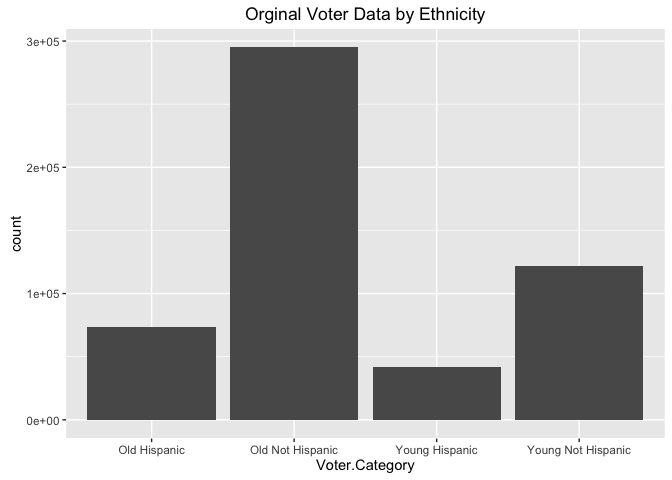 Orginal Voter Data by Ethnicity
3e+05
2e+05
1e+05
0e+00
count
Old Hispanic
Old Not Hispanic
Young Hispanic
Young Not Hispanic
Voter.Category